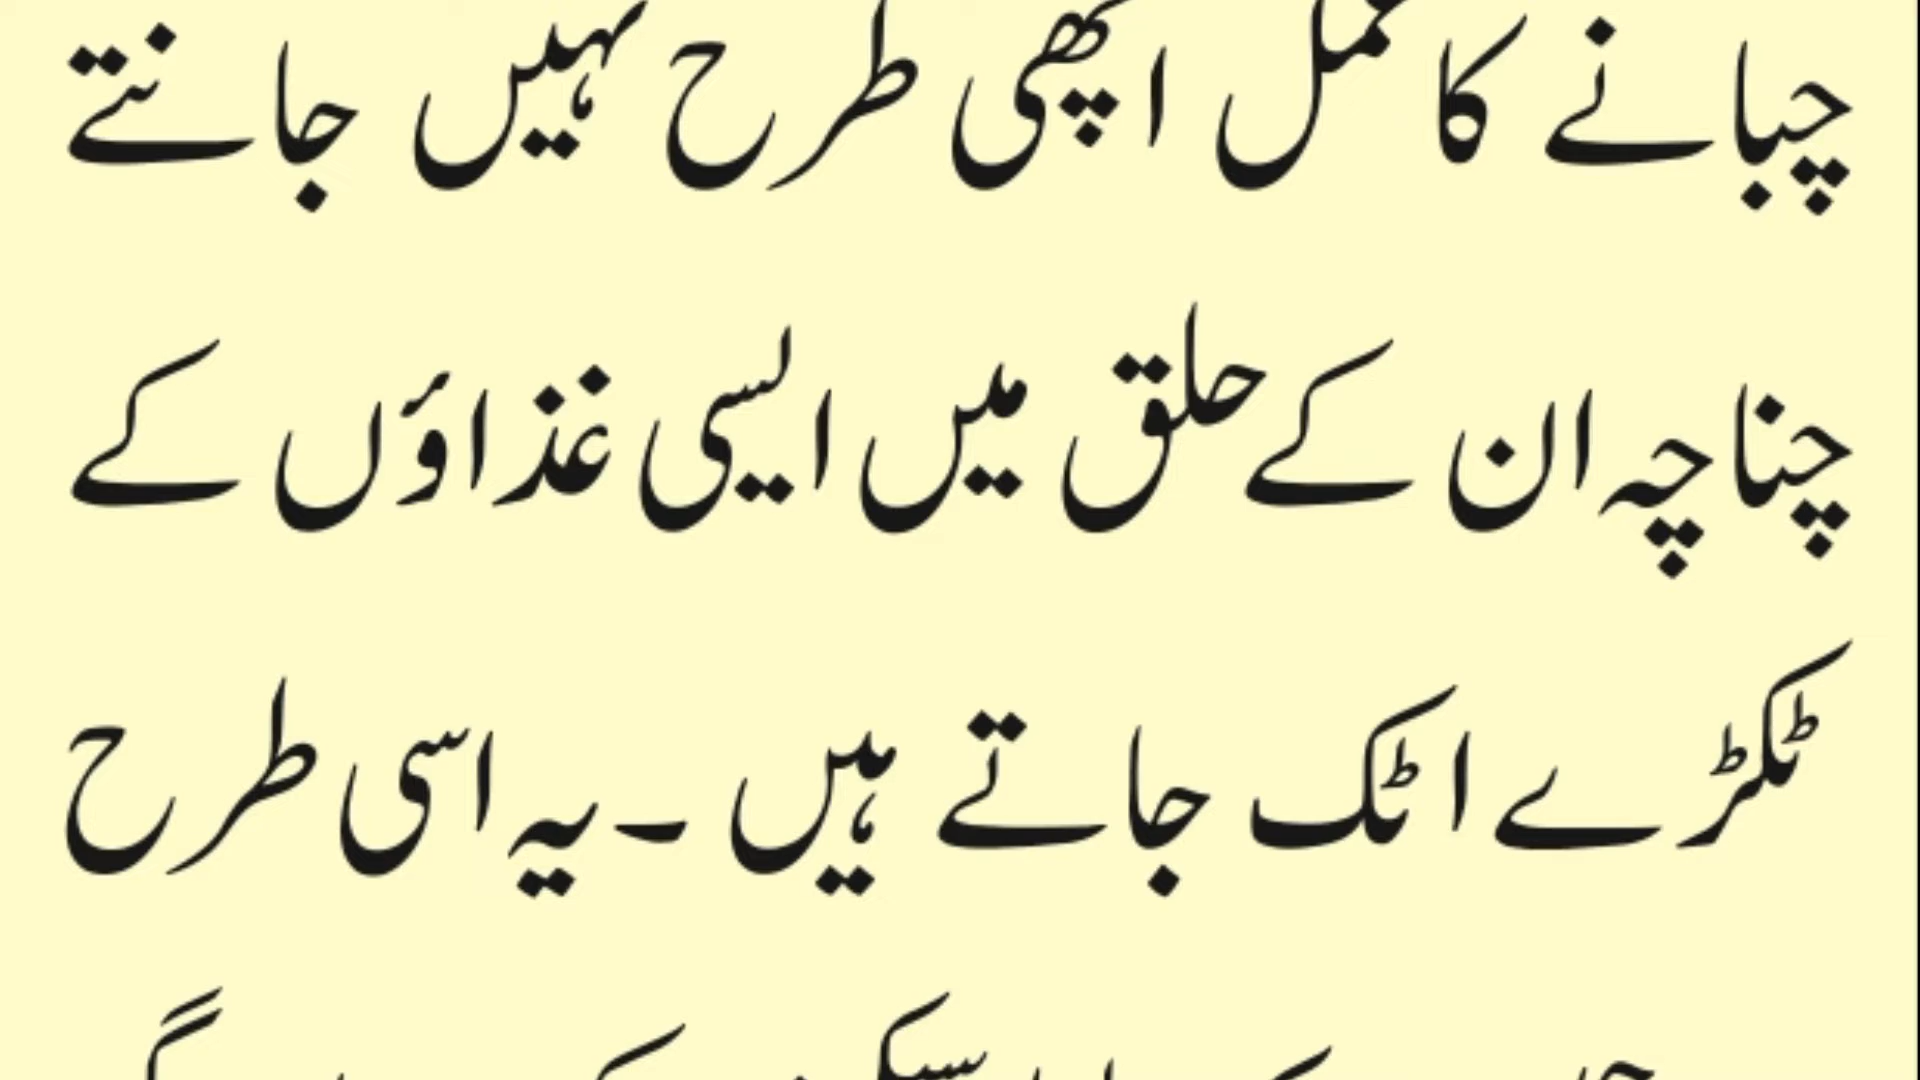 چبانے کا عمل اچھی طرح نہیں جانتے
چناچہ ان کے حلق میں ایسی غذاؤں کے
ٹکڑے اٹک جاتے ہیں ۔ یہ اسی طرح